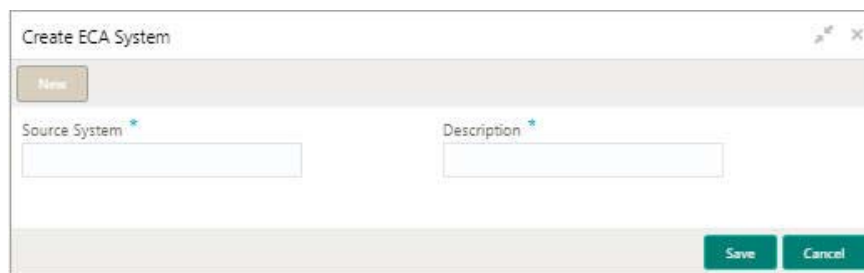 Create ECA System
New
Source System *
Description *
Save
Cancel